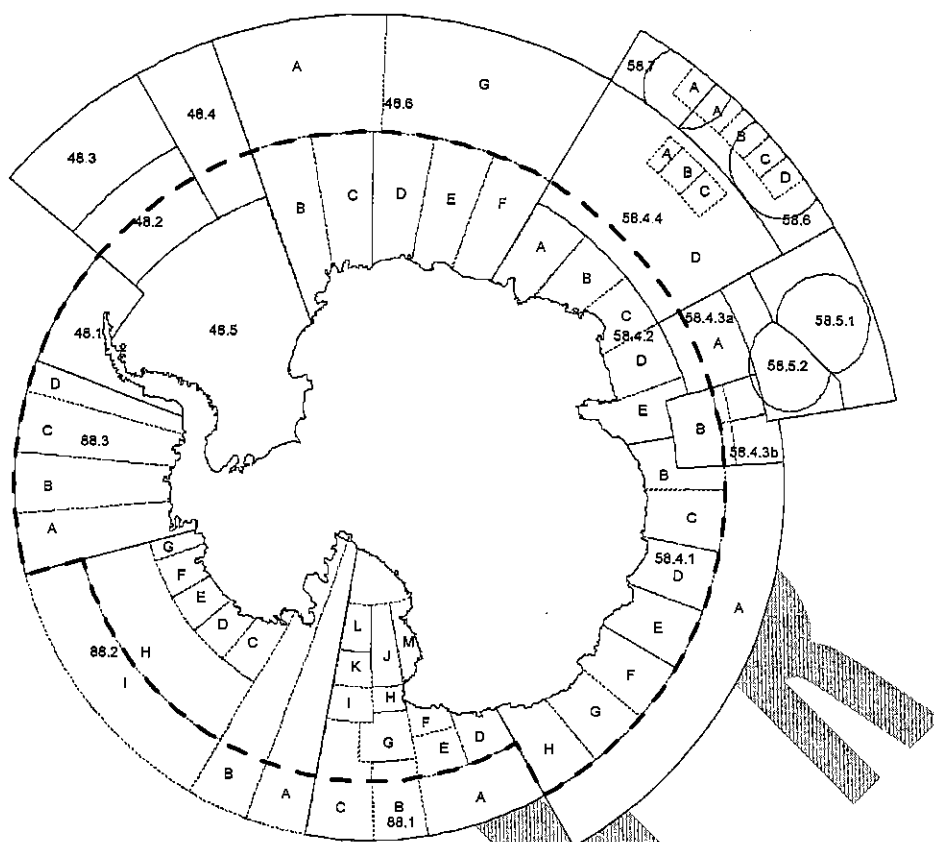 A
G
58.7
48.4
48.6
A
A
B
C
D
48.3
A
B
C
48.2
58.4.4
58.6
B
C
D
E
F
A
B
D
C
48.1
48.5
58.4.2
58.4.3a
58.5.1
A
D
58.5.2
D
C
E
B
88.3
58.4.3b
B
B
C
A
G
58.4.1
D
F
A
E
L
E
D
M
C
88.2
H
K
J
F
I
I
H
G
F
D
G
E
H
B
A
C
B
A
88.1